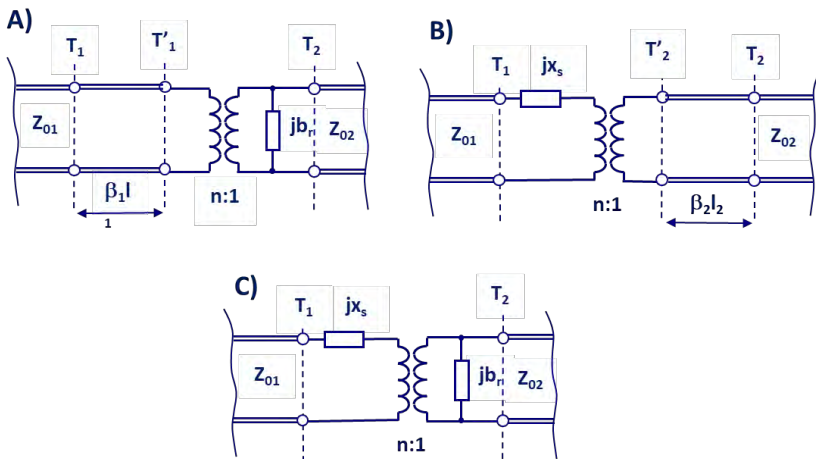 A)
T₁
T'₁
T₂
Z₀₁
jbᵣ
Z₀₂
β₁l
1
n:1
B)
T₁
jxₛ
T'₂
T₂
Z₀₁
Z₀₂
n:1
β₂l₂
C)
T₁
jxₛ
T₂
Z₀₁
jbᵣ
Z₀₂
n:1